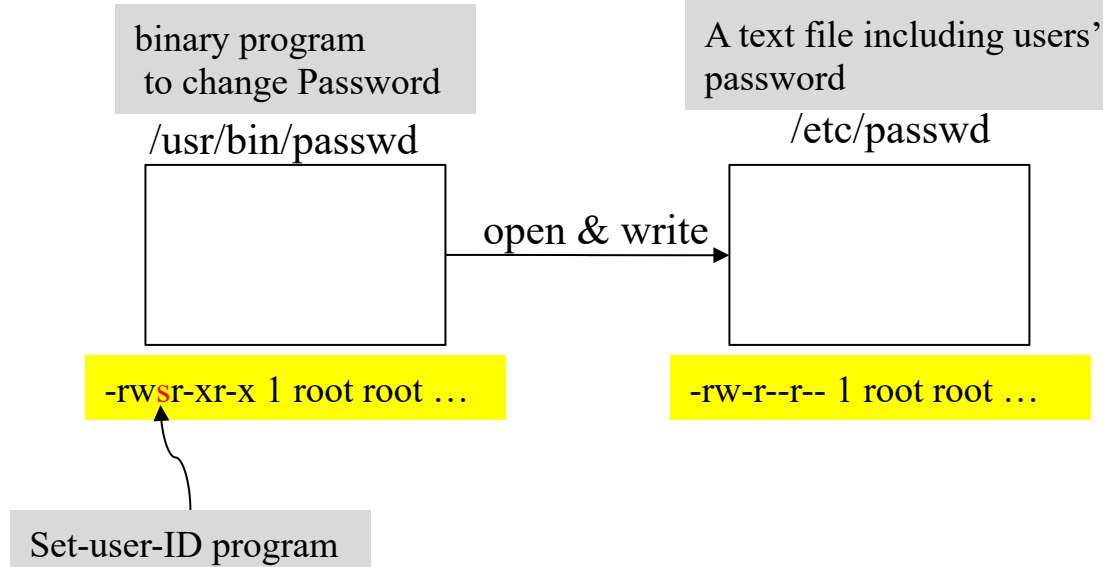 binary program
to change Password
/usr/bin/passwd
A text file including users’
password
/etc/passwd
open & write
-rwsr-xr-x 1 root root …
-rw-r--r-- 1 root root …
Set-user-ID program